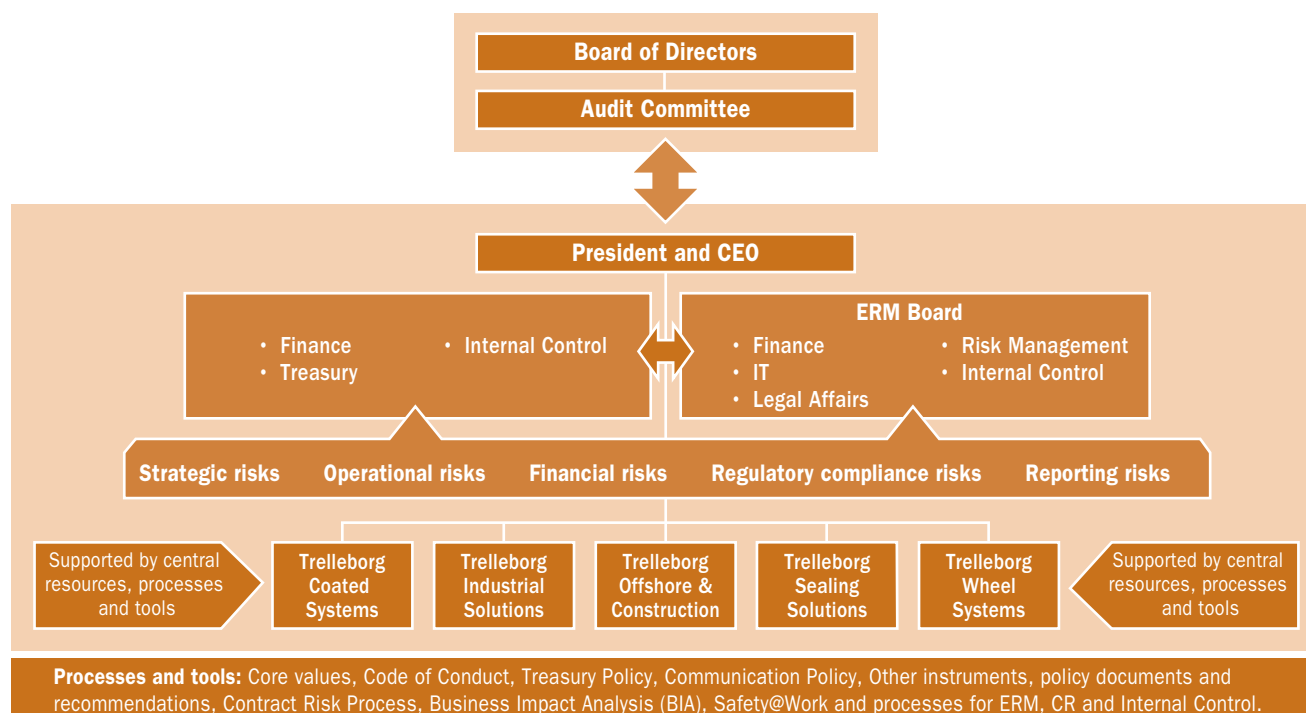 Board of Directors
Audit Committee
President and CEO
• Finance
• Treasury
• Internal Control
ERM Board
• Finance
• IT
• Legal Affairs
• Risk Management
• Internal Control
Strategic risks
Operational risks
Financial risks
Regulatory compliance risks
Reporting risks
Supported by central
resources, processes
and tools
Trelleborg
Coated
Systems
Trelleborg
Industrial
Solutions
Trelleborg
Offshore &
Construction
Trelleborg
Sealing
Solutions
Trelleborg
Wheel
Systems
Supported by central
resources, processes
and tools
Processes and tools: Core values, Code of Conduct, Treasury Policy, Communication Policy, Other instruments, policy documents and
recommendations, Contract Risk Process, Business Impact Analysis (BIA), Safety@Work and processes for ERM, CR and Internal Control.